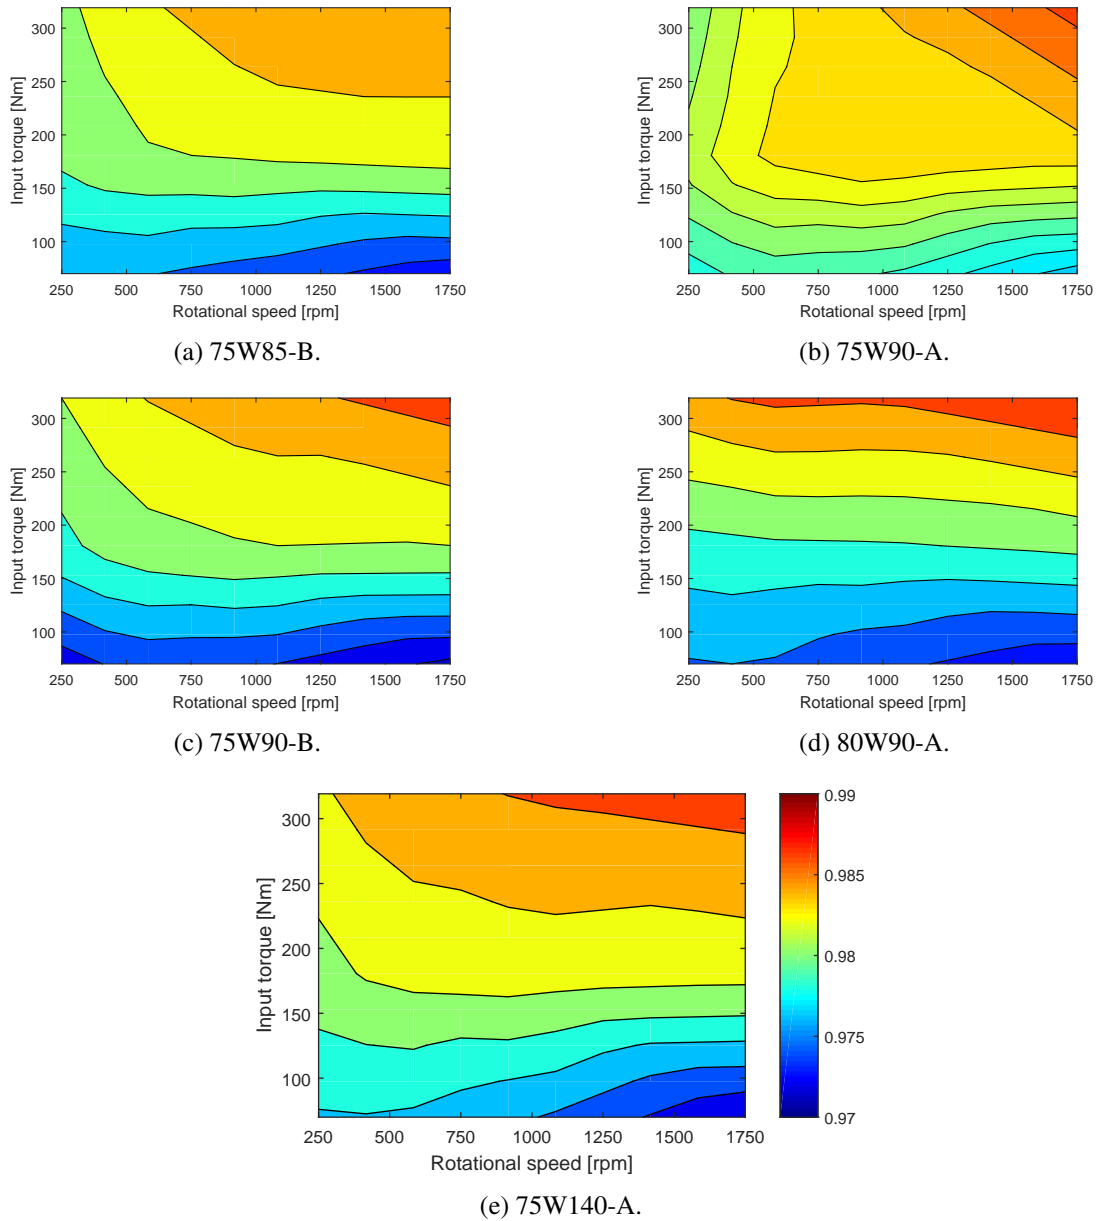 300
250
200
150
100
Input torque [Nm]
250 500 750 1000 1250 1500 1750
Rotational speed [rpm]
(a) 75W85-B.
300
250
200
150
100
Input torque [Nm]
250 500 750 1000 1250 1500 1750
Rotational speed [rpm]
(b) 75W90-A.
300
250
200
150
100
Input torque [Nm]
250 500 750 1000 1250 1500 1750
Rotational speed [rpm]
(c) 75W90-B.
300
250
200
150
100
Input torque [Nm]
250 500 750 1000 1250 1500 1750
Rotational speed [rpm]
(d) 80W90-A.
300
250
200
150
100
Input torque [Nm]
250 500 750 1000 1250 1500 1750
Rotational speed [rpm]
0.99
0.985
0.98
0.975
0.97
(e) 75W140-A.